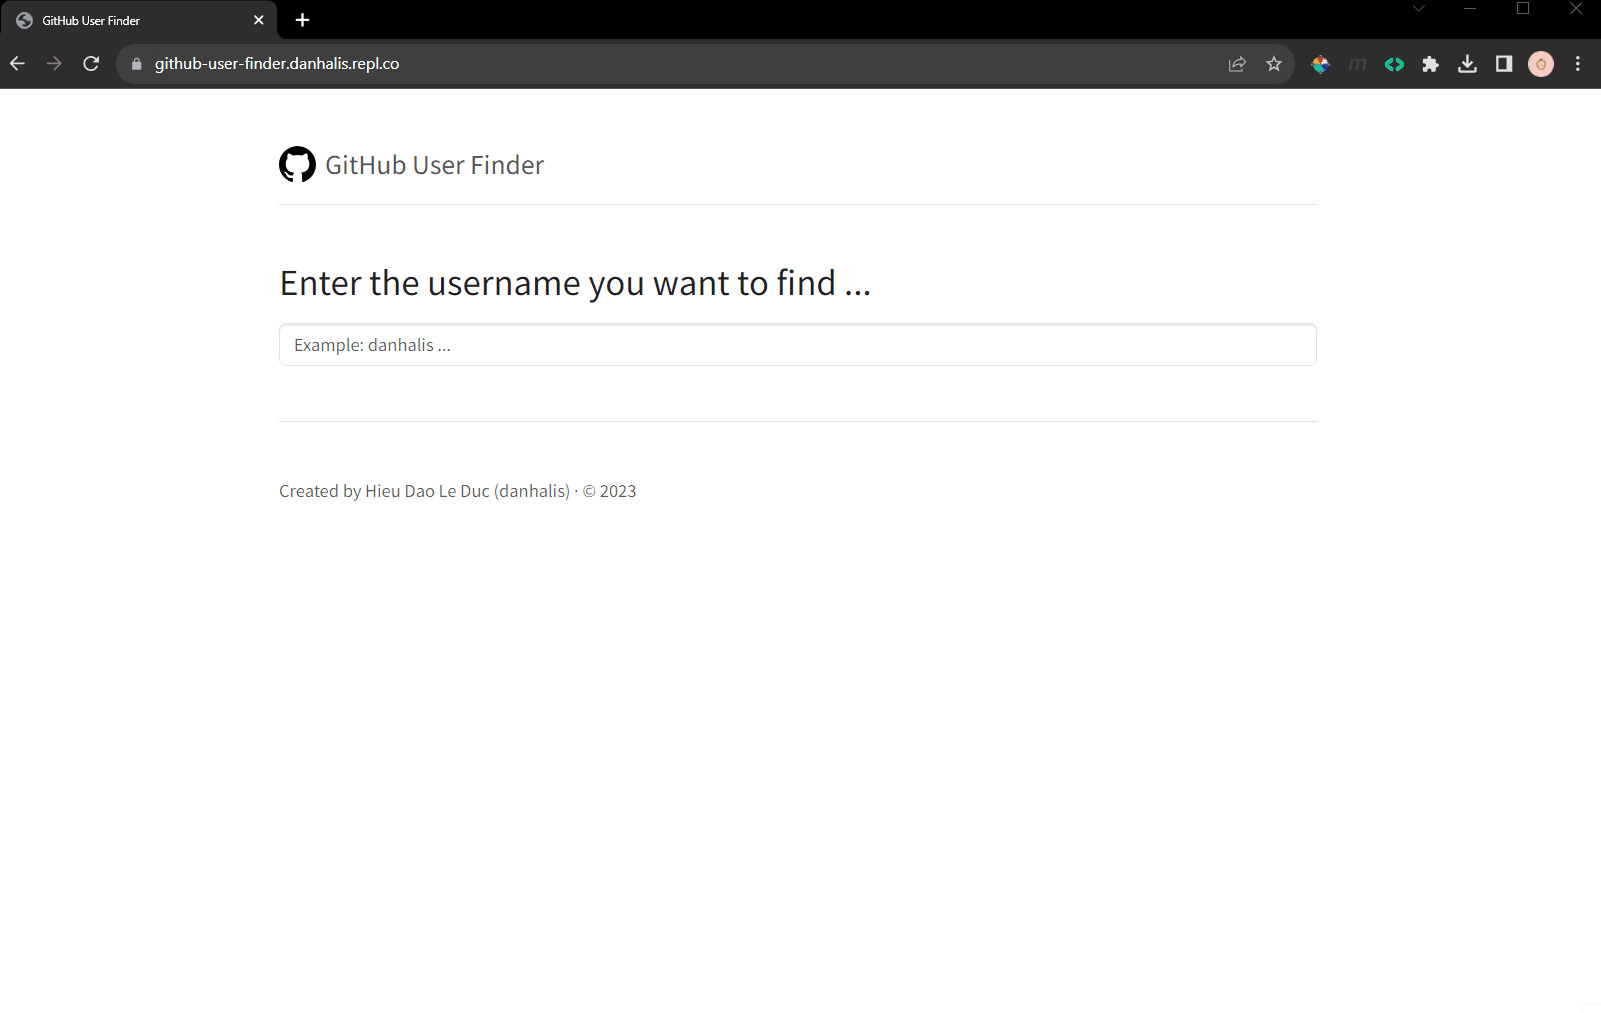 GitHub User Finder
github-user-finder.danhalis.repl.co
m
GitHub User Finder
Enter the username you want to find ...
Example: danhalis ...
Created by Hieu Dao Le Duc (danhalis) · © 2023